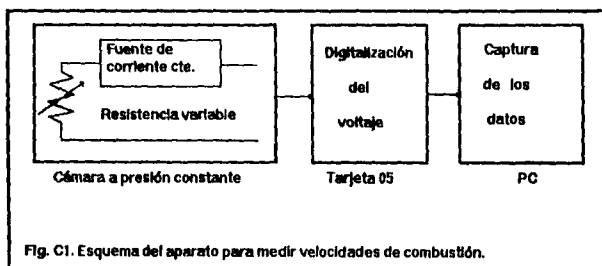 Fuente de
corriente cte.
Resistencia variable
Cámara a presión constante
Digitalización
del
voltaje
Tarjeta 05
Captura
de los
datos
PC
Fig. C1. Esquema del aparato para medir velocidades de combustión.